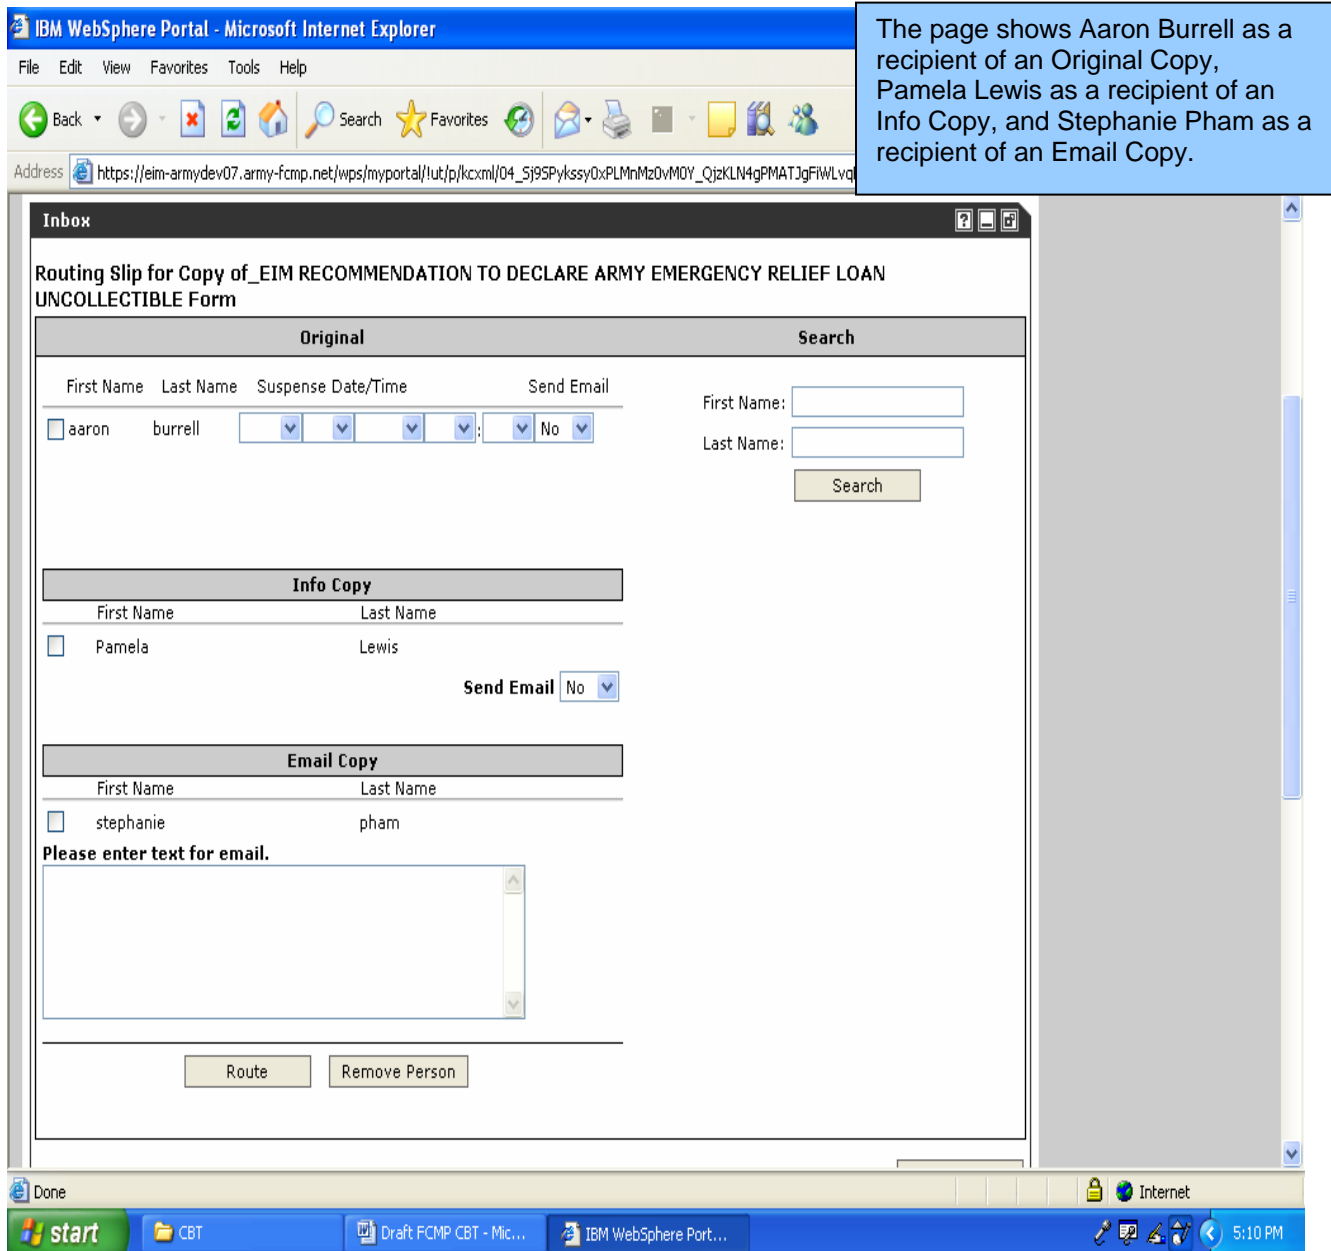 IBM WebSphere Portal - Microsoft Internet Explorer
The page shows Aaron Burrell as a
recipient of an Original Copy,
Pamela Lewis as a recipient of an
Info Copy, and Stephanie Pham as a
recipient of an Email Copy.
File Edit View Favorites Tools Help
Back Search Favorites
Address https://eim-armydev07.army-fcmp.net/wps/myportal/!ut/p/kcxml/04_Sj9SPykssy0xPLMnMz0vM0Y_QjzKLN4gPMATJgFiWLvq
Inbox
Routing Slip for Copy of_EIM RECOMMENDATION TO DECLARE ARMY EMERGENCY RELIEF LOAN
UNCOLLECTIBLE Form
Original Search
First Name Last Name Suspense Date/Time Send Email
First Name:
aaron burrell : No
Last Name:
Search
Info Copy
First Name Last Name
Pamela Lewis
Send Email No
Email Copy
First Name Last Name
stephanie pham
Please enter text for email.
Route Remove Person
Done Internet
start CBT Draft FCMP CBT - Mic... IBM WebSphere Port... 5:10 PM